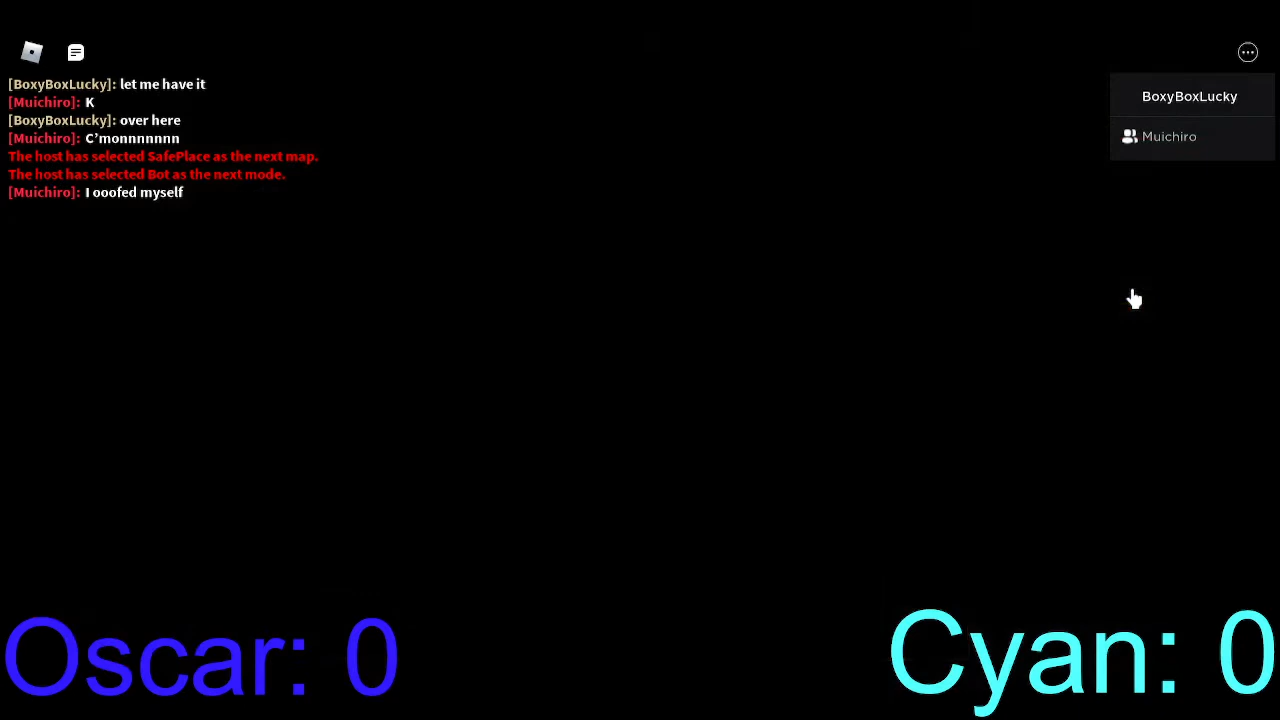 [BoxyBoxLucky]: let me have it
[Muichiro]: K
[BoxyBoxLucky]: over here
[Muichiro]: C’monnnnnnn
The host has selected SafePlace as the next map.
The host has selected Bot as the next mode.
[Muichiro]: I ooofed myself
BoxyBoxLucky
Muichiro
Oscar: 0
Cyan: 0